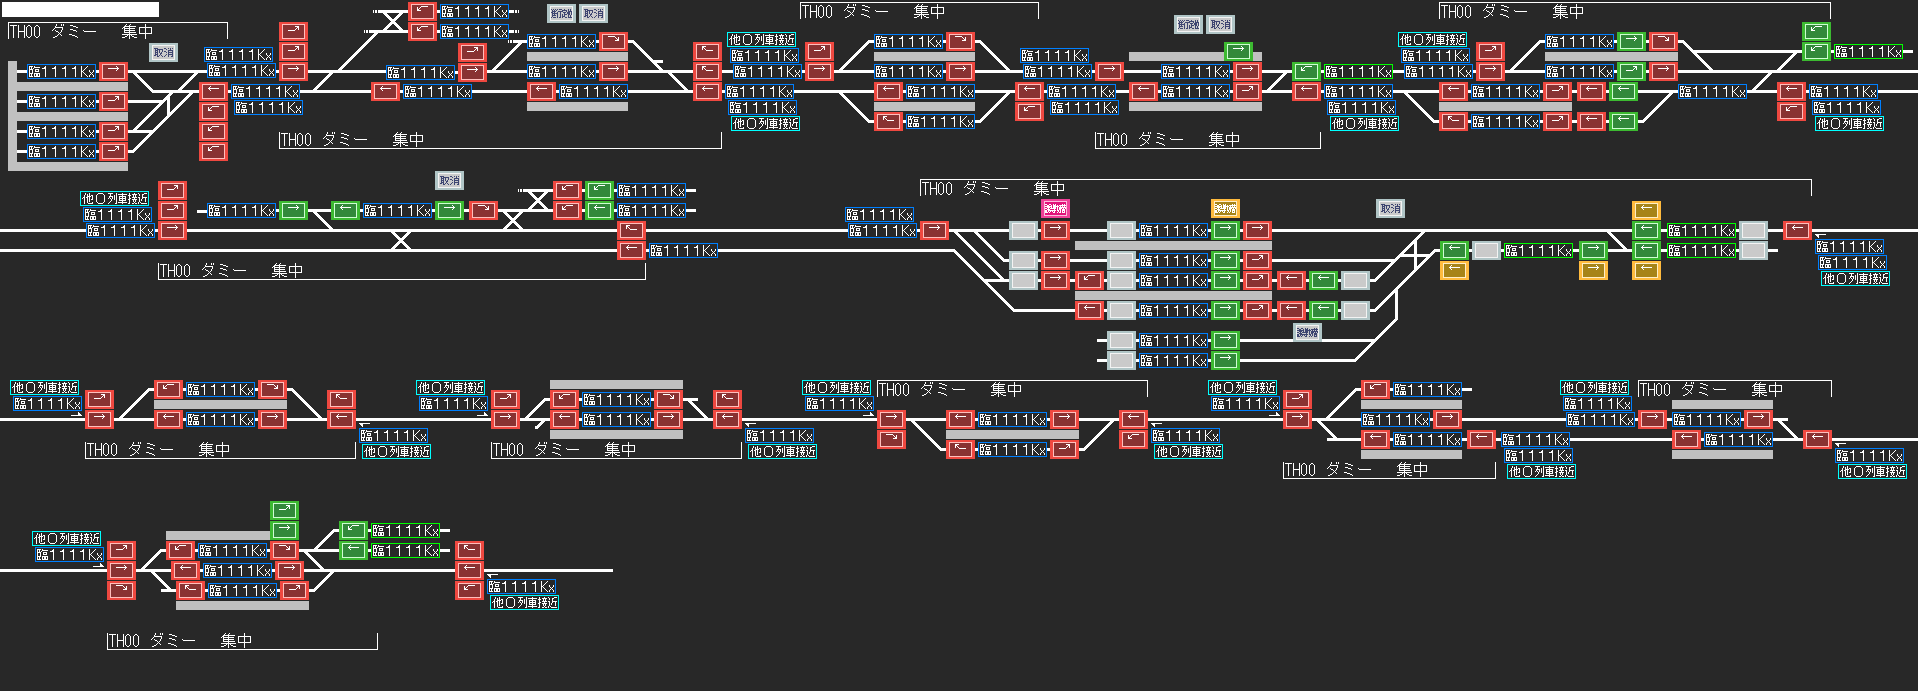 臨1111Kx 臨1111Kx 断路她 取消 TH00 ダミー 集中 TH00 ダミー 集中
TH00 ダミー 集中 臨1111Kx 取消
取消 臨1111Kx 臨1111Kx 他〇列車接近 臨1111Kx 臨1111Kx 他〇列車接近 臨1111Kx 臨1111Kx
臨1111Kx 臨1111Kx 臨1111Kx 臨1111Kx 臨1111Kx 臨1111Kx 臨1111Kx 臨1111Kx 臨1111Kx 臨1111Kx 臨1111Kx
臨1111Kx 臨1111Kx 臨1111Kx 臨1111Kx 臨1111Kx 臨1111Kx 臨1111Kx 臨1111Kx 臨1111Kx 臨1111Kx 臨1111Kx 臨1111Kx
臨1111Kx 臨1111Kx 臨1111Kx 臨1111Kx 臨1111Kx
臨1111Kx 他〇列車接近 臨1111Kx 他〇列車接近 臨1111Kx 他〇列車接近
TH00 ダミー 集中 TH00 ダミー 集中
臨1111Kx
取消
他〇列車接近 臨1111Kx TH00 ダミー 集中
臨1111Kx 臨1111Kx 臨1111Kx 臨1111Kx 臨1111Kx 取消
臨1111Kx 臨1111Kx 臨1111Kx 臨1111Kx
臨1111Kx 臨1111Kx 臨1111Kx 臨1111Kx
TH00 ダミー 集中 臨1111Kx 臨1111Kx
臨1111Kx 他〇列車接近
臨1111Kx
臨1111Kx
臨1111Kx
他〇列車接近 臨1111Kx 他〇列車接近 他〇列車接近 TH00 ダミー 集中 他〇列車接近 臨1111Kx 他〇列車接近 TH00 ダミー 集中
臨1111Kx 臨1111Kx 臨1111Kx 臨1111Kx 臨1111Kx 臨1111Kx
臨1111Kx 臨1111Kx 臨1111Kx 臨1111Kx 臨1111Kx 臨1111Kx
臨1111Kx 臨1111Kx 臨1111Kx 臨1111Kx 臨1111Kx 臨1111Kx
TH00 ダミー 集中 他〇列車接近 TH00 ダミー 集中 他〇列車接近 臨1111Kx 他〇列車接近 臨1111Kx 臨1111Kx
TH00 ダミー 集中 他〇列車接近 他〇列車接近
臨1111Kx
他〇列車接近 臨1111Kx 臨1111Kx 臨1111Kx
臨1111Kx
臨1111Kx 臨1111Kx
他〇列車接近
TH00 ダミー 集中